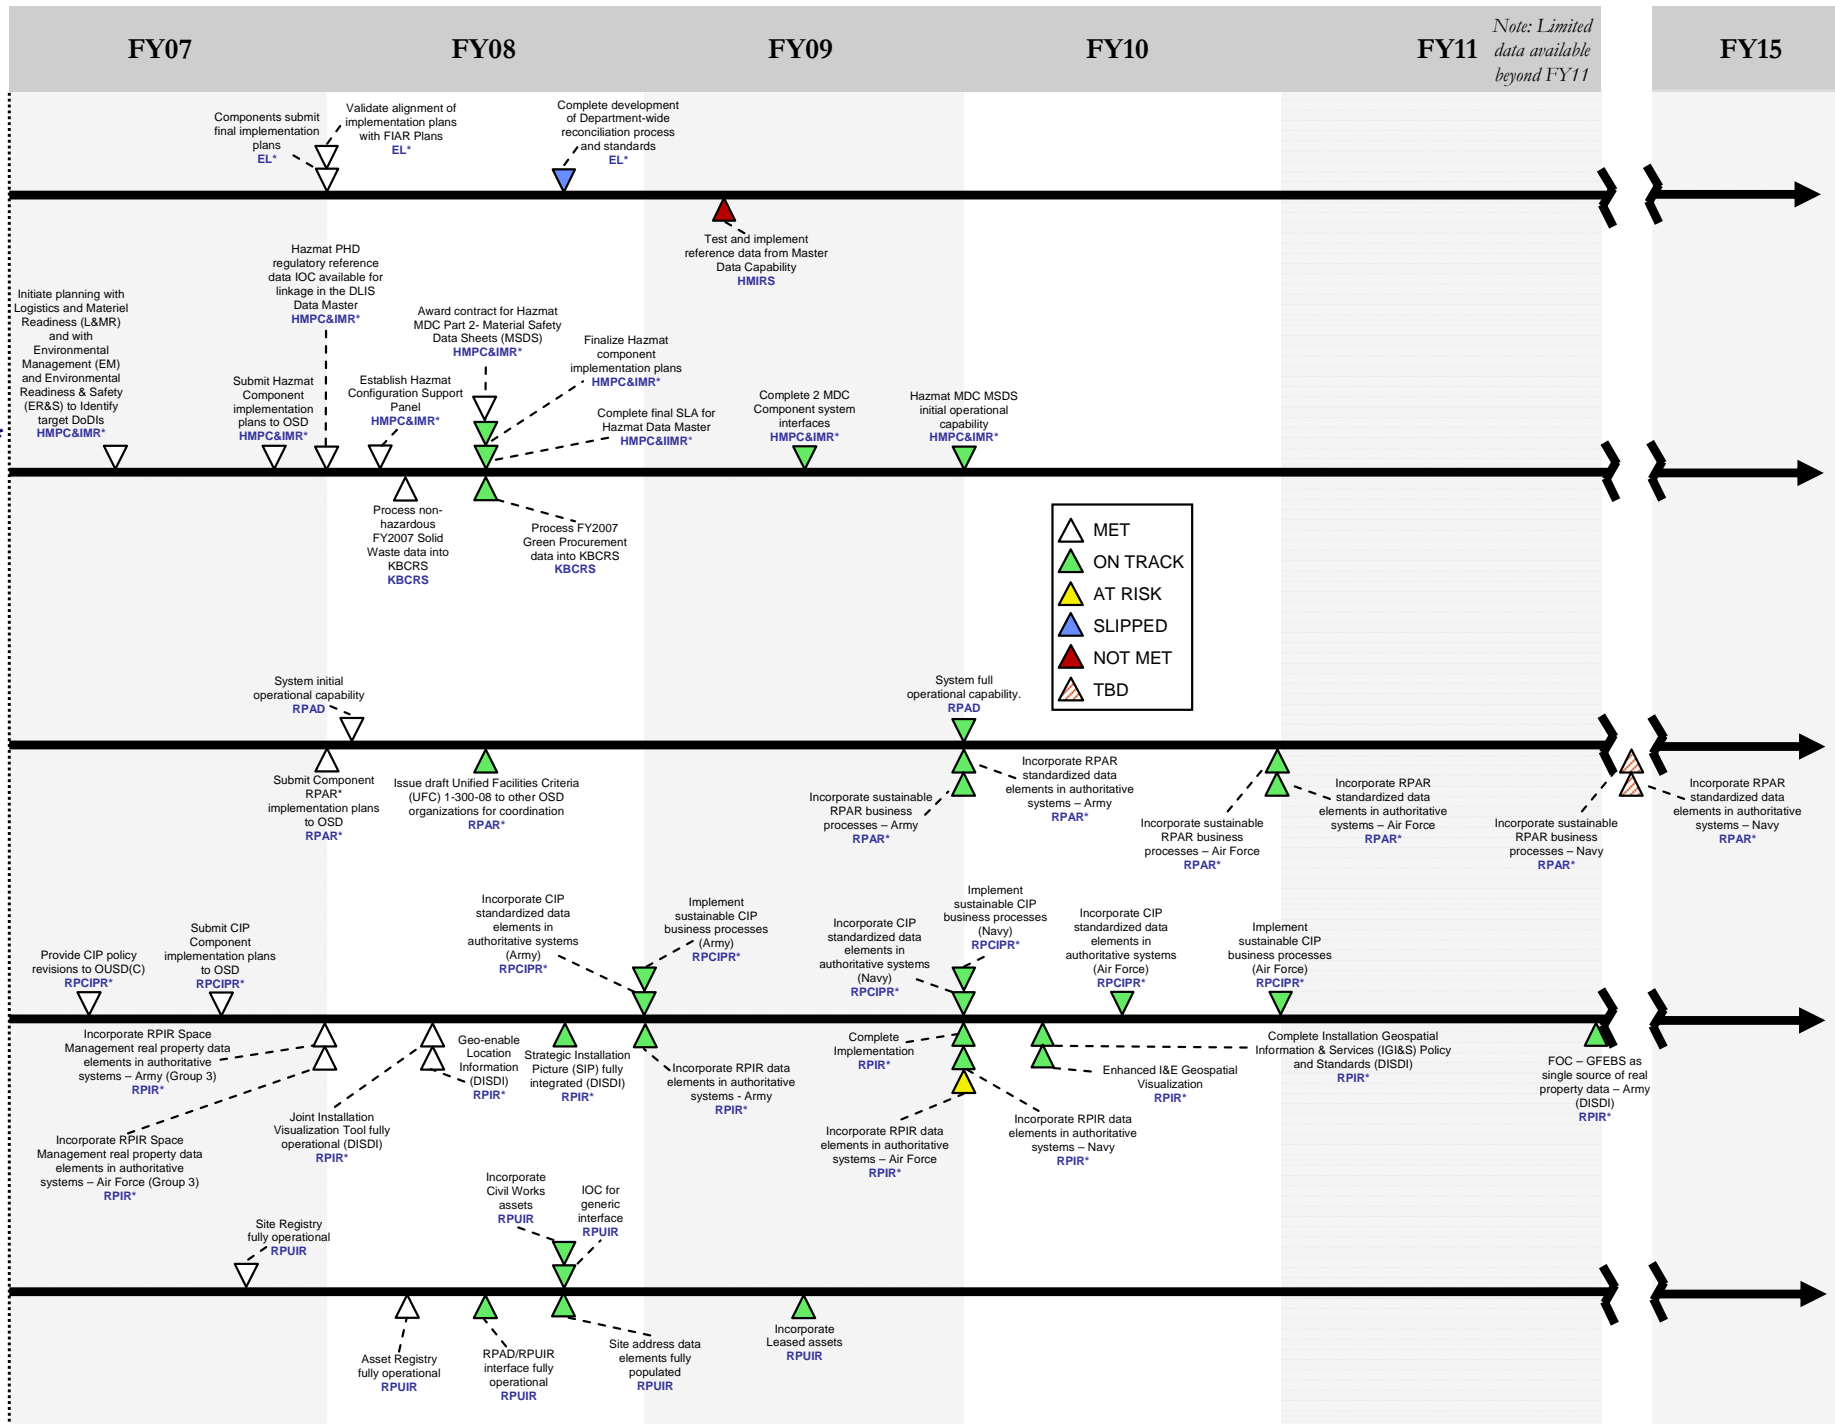 FY07
FY08
FY09
FY10
FY11
Note: Limited
data available
beyond FY11
FY15
Components submit
final implementation
plans
EL*
Validate alignment of
implementation plans
with FIAR Plans
EL*
Complete development
of Department-wide
reconciliation process
and standards
EL*
Test and implement
reference data from Master
Data Capability
HMIRS
Initiate planning with
Logistics and Materiel
Readiness (L&MR)
and with
Environmental
Management (EM)
and Environmental
Readiness & Safety
(ER&S) to Identify
target DoDIs
HMPC&IMR*
Submit Hazmat
Component
implementation
plans to OSD
HMPC&IMR*
Hazmat PHD
regulatory reference
data IOC available for
linkage in the DLIS
Data Master
HMPC&IMR*
Establish Hazmat
Configuration Support
Panel
HMPC&IMR*
Award contract for Hazmat
MDC Part 2- Material Safety
Data Sheets (MSDS)
HMPC&IMR*
Finalize Hazmat
component
implementation plans
HMPC&IMR*
Complete final SLA for
Hazmat Data Master
HMPC&IIMR*
Complete 2 MDC
Component system
interfaces
HMPC&IMR*
Hazmat MDC MSDS
initial operational
capability
HMPC&IMR*
Process non-
hazardous
FY2007 Solid
Waste data into
KBCRS
KBCRS
Process FY2007
Green Procurement
data into KBCRS
KBCRS
MET
ON TRACK
AT RISK
SLIPPED
NOT MET
TBD
System initial
operational capability
RPAD
System full
operational capability.
RPAD
Submit Component
RPAR*
implementation plans
to OSD
RPAR*
Issue draft Unified Facilities Criteria
(UFC) 1-300-08 to other OSD
organizations for coordination
RPAR*
Incorporate sustainable
RPAR business
processes – Army
RPAR*
Incorporate RPAR
standardized data
elements in authoritative
systems – Army
RPAR*
Incorporate sustainable
RPAR business
processes – Air Force
RPAR*
Incorporate RPAR
standardized data
elements in authoritative
systems – Air Force
RPAR*
Incorporate sustainable
RPAR business
processes – Navy
RPAR*
Incorporate RPAR
standardized data
elements in authoritative
systems – Navy
RPAR*
Provide CIP policy
revisions to OUSD(C)
RPCIPR*
Submit CIP
Component
implementation plans
to OSD
RPCIPR*
Incorporate CIP
standardized data
elements in
authoritative systems
(Army)
RPCIPR*
Implement
sustainable CIP
business processes
(Army)
RPCIPR*
Incorporate CIP
standardized data
elements in
authoritative systems
(Navy)
RPCIPR*
Implement
sustainable CIP
business processes
(Navy)
RPCIPR*
Incorporate CIP
standardized data
elements in
authoritative systems
(Air Force)
RPCIPR*
Implement
sustainable CIP
business processes
(Air Force)
RPCIPR*
Incorporate RPIR Space
Management real property data
elements in authoritative
systems – Army (Group 3)
RPIR*
Incorporate RPIR Space
Management real property data
elements in authoritative
systems – Air Force (Group 3)
RPIR*
Joint Installation
Visualization Tool fully
operational (DISDI)
RPIR*
Geo-enable
Location
Information
(DISDI)
RPIR*
Strategic Installation
Picture (SIP) fully
integrated (DISDI)
RPIR*
Incorporate RPIR data
elements in authoritative
systems - Army
RPIR*
Complete
Implementation
RPIR*
Incorporate RPIR data
elements in authoritative
systems – Air Force
RPIR*
Incorporate RPIR data
elements in authoritative
systems – Navy
RPIR*
Enhanced I&E Geospatial
Visualization
RPIR*
Complete Installation Geospatial
Information & Services (IGI&S) Policy
and Standards (DISDI)
RPIR*
FOC – GFEBS as
single source of real
property data – Army
(DISDI)
RPIR*
Site Registry
fully operational
RPUIR
Incorporate
Civil Works
assets
RPUIR
IOC for
generic
interface
RPUIR
Asset Registry
fully operational
RPUIR
RPAD/RPUIR
interface fully
operational
RPUIR
Site address data
elements fully
populated
RPUIR
Incorporate
Leased assets
RPUIR